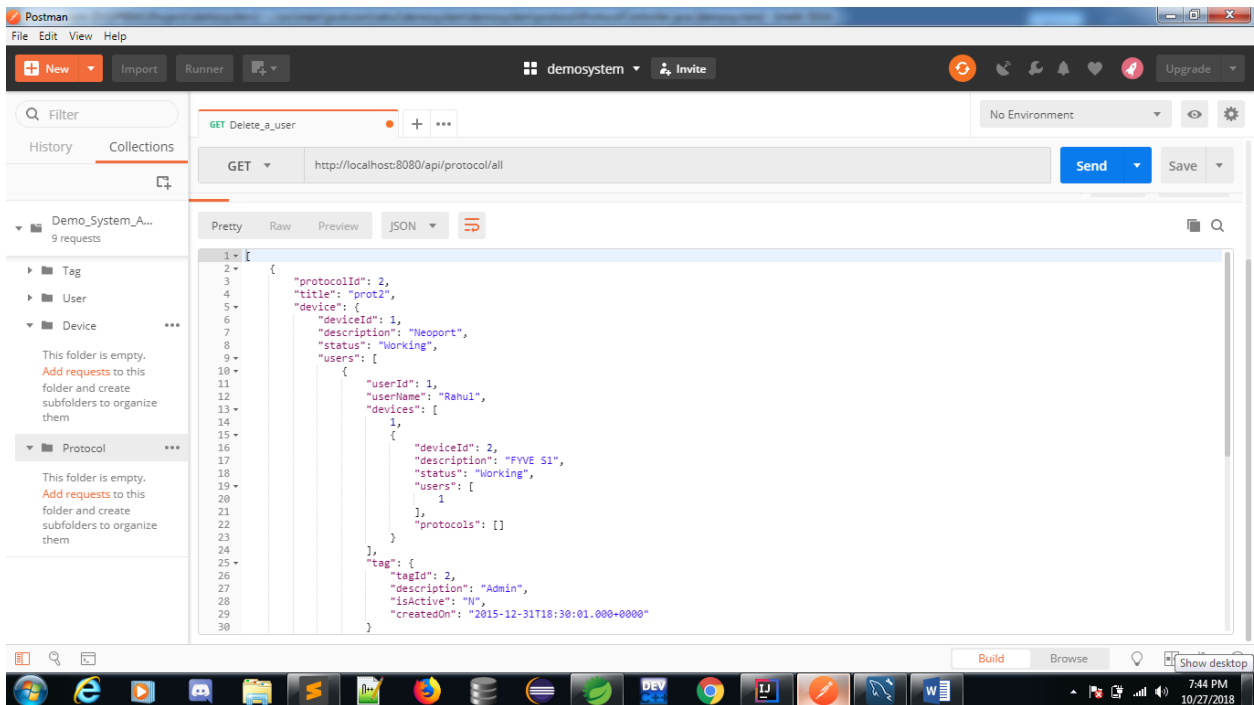 Postman
File Edit View Help
New Import Runner demosystem Invite Upgrade
Filter
History Collections
Demo_System_A...
9 requests
Tag
User
Device
This folder is empty.
Add requests to this
folder and create
subfolders to organize
them
Protocol
This folder is empty.
Add requests to this
folder and create
subfolders to organize
them
GET Delete_a_user
No Environment
GET http://localhost:8080/api/protocol/all Send Save
Pretty Raw Preview JSON
1 [
2 {
3 "protocolId": 2,
4 "title": "prot2",
5 "device": {
6 "deviceId": 1,
7 "description": "Neoport",
8 "status": "Working",
9 "users": [
10 {
11 "userId": 1,
12 "userName": "Rahul",
13 "devices": [
14 1,
15 {
16 "deviceId": 2,
17 "description": "FYVE S1",
18 "status": "Working",
19 "users": [
20 1
21 ],
22 "protocols": []
23 }
24 ],
25 "tag": {
26 "tagId": 2,
27 "description": "Admin",
28 "isActive": "N",
29 "createdOn": "2015-12-31T18:30:01.000+0000"
30 }
Build Browse
Show desktop
DEV
IJ
W
7:44 PM
10/27/2018